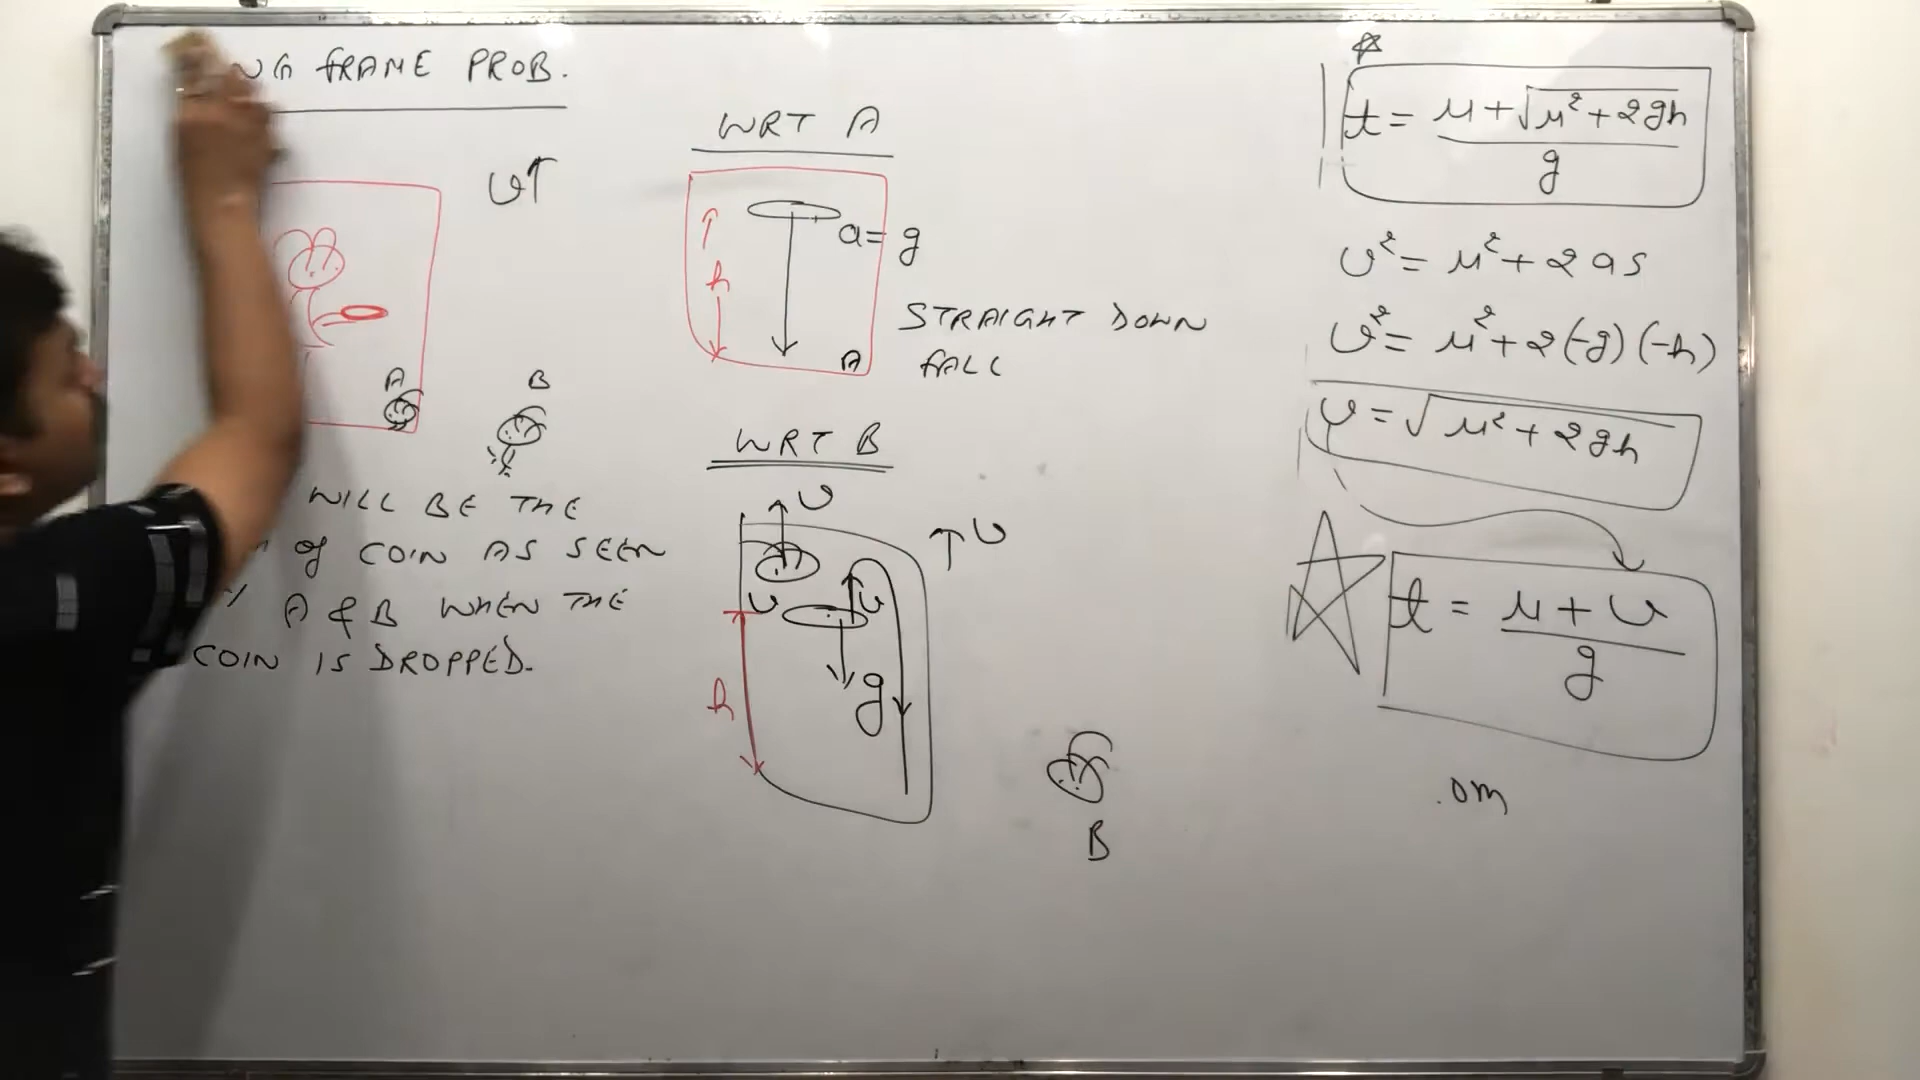 FRAME PROB.
v↑
A
B
WILL BE THE
of COIN AS SEEN
A & B WHEN THE
COIN IS DROPPED.
WRT A
a = g
h
A
STRAIGHT DOWN
FALL
WRT B
v
↑v
v
v
g
h
B
t = u + √u² + 2gh / g
v² = u² + 2as
v² = u² + 2(-g)(-h)
v = √u² + 2gh
t = u + v / g
.om